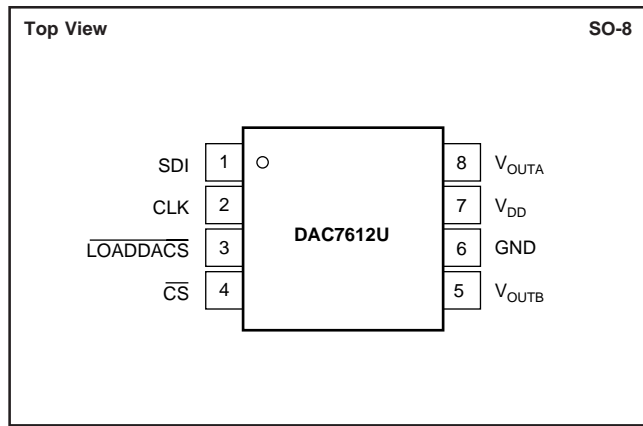 Top View SO-8
SDI 1 8 VOUTA
CLK 2 7 VDD
DAC7612U
LOADDACS 3 6 GND
CS 4 5 VOUTB